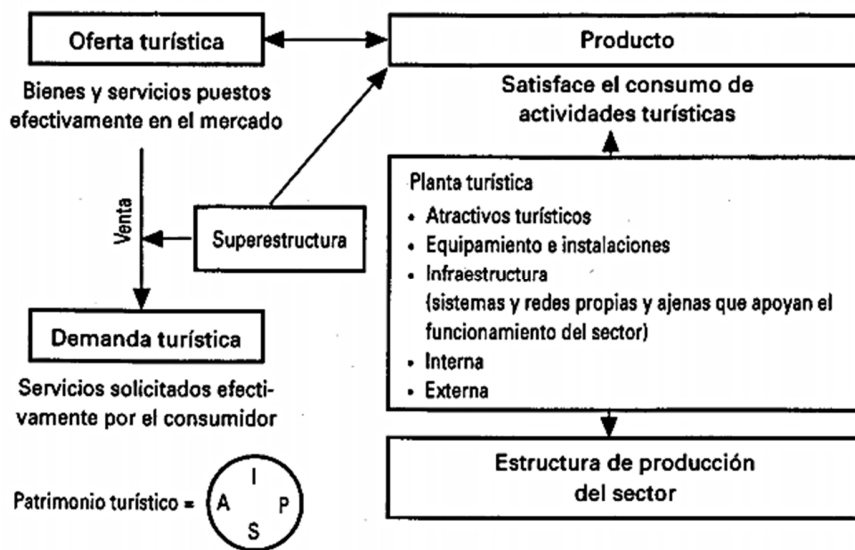 Oferta turística
Producto
Bienes y servicios puestos
efectivamente en el mercado
Satisface el consumo de
actividades turísticas
Venta
Superestructura
Planta turística
• Atractivos turísticos
• Equipamiento e instalaciones
• Infraestructura
(sistemas y redes propias y ajenas que apoyan el
funcionamiento del sector)
• Interna
• Externa
Demanda turística
Servicios solicitados efecti-
vamente por el consumidor
Estructura de producción
del sector
Patrimonio turístico =
I
A P
S